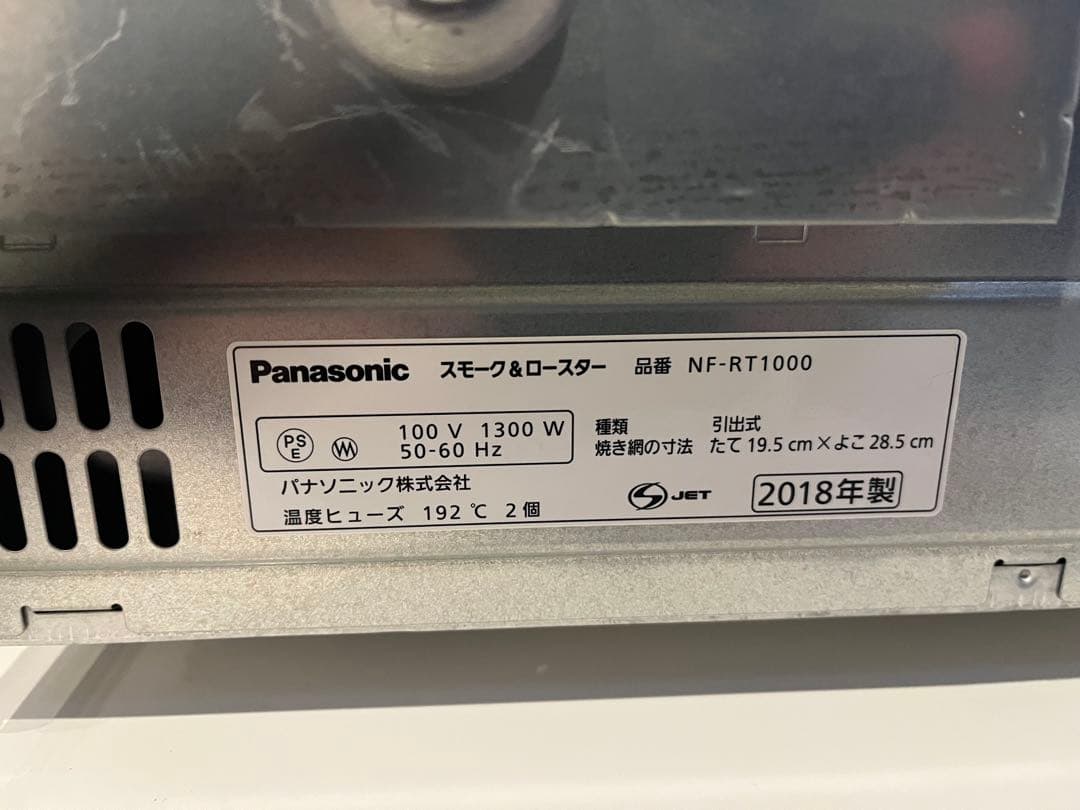 Panasonic スモーク&ロースター 品番 NF-RT1000
PS E 100 V 1300 W
50-60 Hz
種類 引出式
焼き網の寸法 たて 19.5 cm×よこ 28.5 cm
パナソニック株式会社
温度ヒューズ 192 ℃ 2個
S JET 2018年製